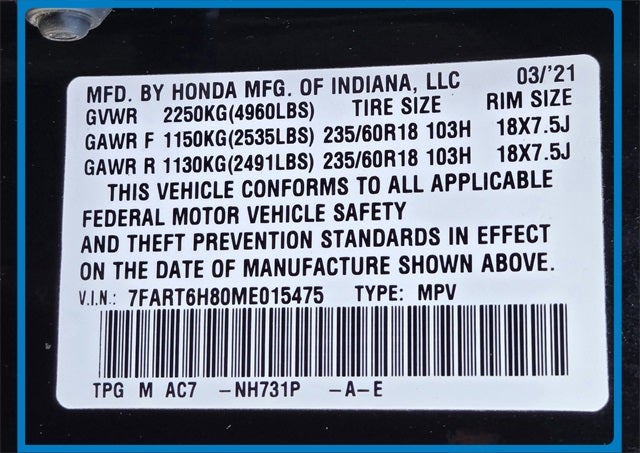 MFD. BY HONDA MFG. OF INDIANA, LLC 03/'21
GVWR 2250KG(4960LBS) TIRE SIZE RIM SIZE
GAWR F 1150KG(2535LBS) 235/60R18 103H 18X7.5J
GAWR R 1130KG(2491LBS) 235/60R18 103H 18X7.5J
THIS VEHICLE CONFORMS TO ALL APPLICABLE
FEDERAL MOTOR VEHICLE SAFETY
AND THEFT PREVENTION STANDARDS IN EFFECT
ON THE DATE OF MANUFACTURE SHOWN ABOVE.
V.I.N.: 7FART6H80ME015475 TYPE: MPV
TPG M AC7 -NH731P -A-E